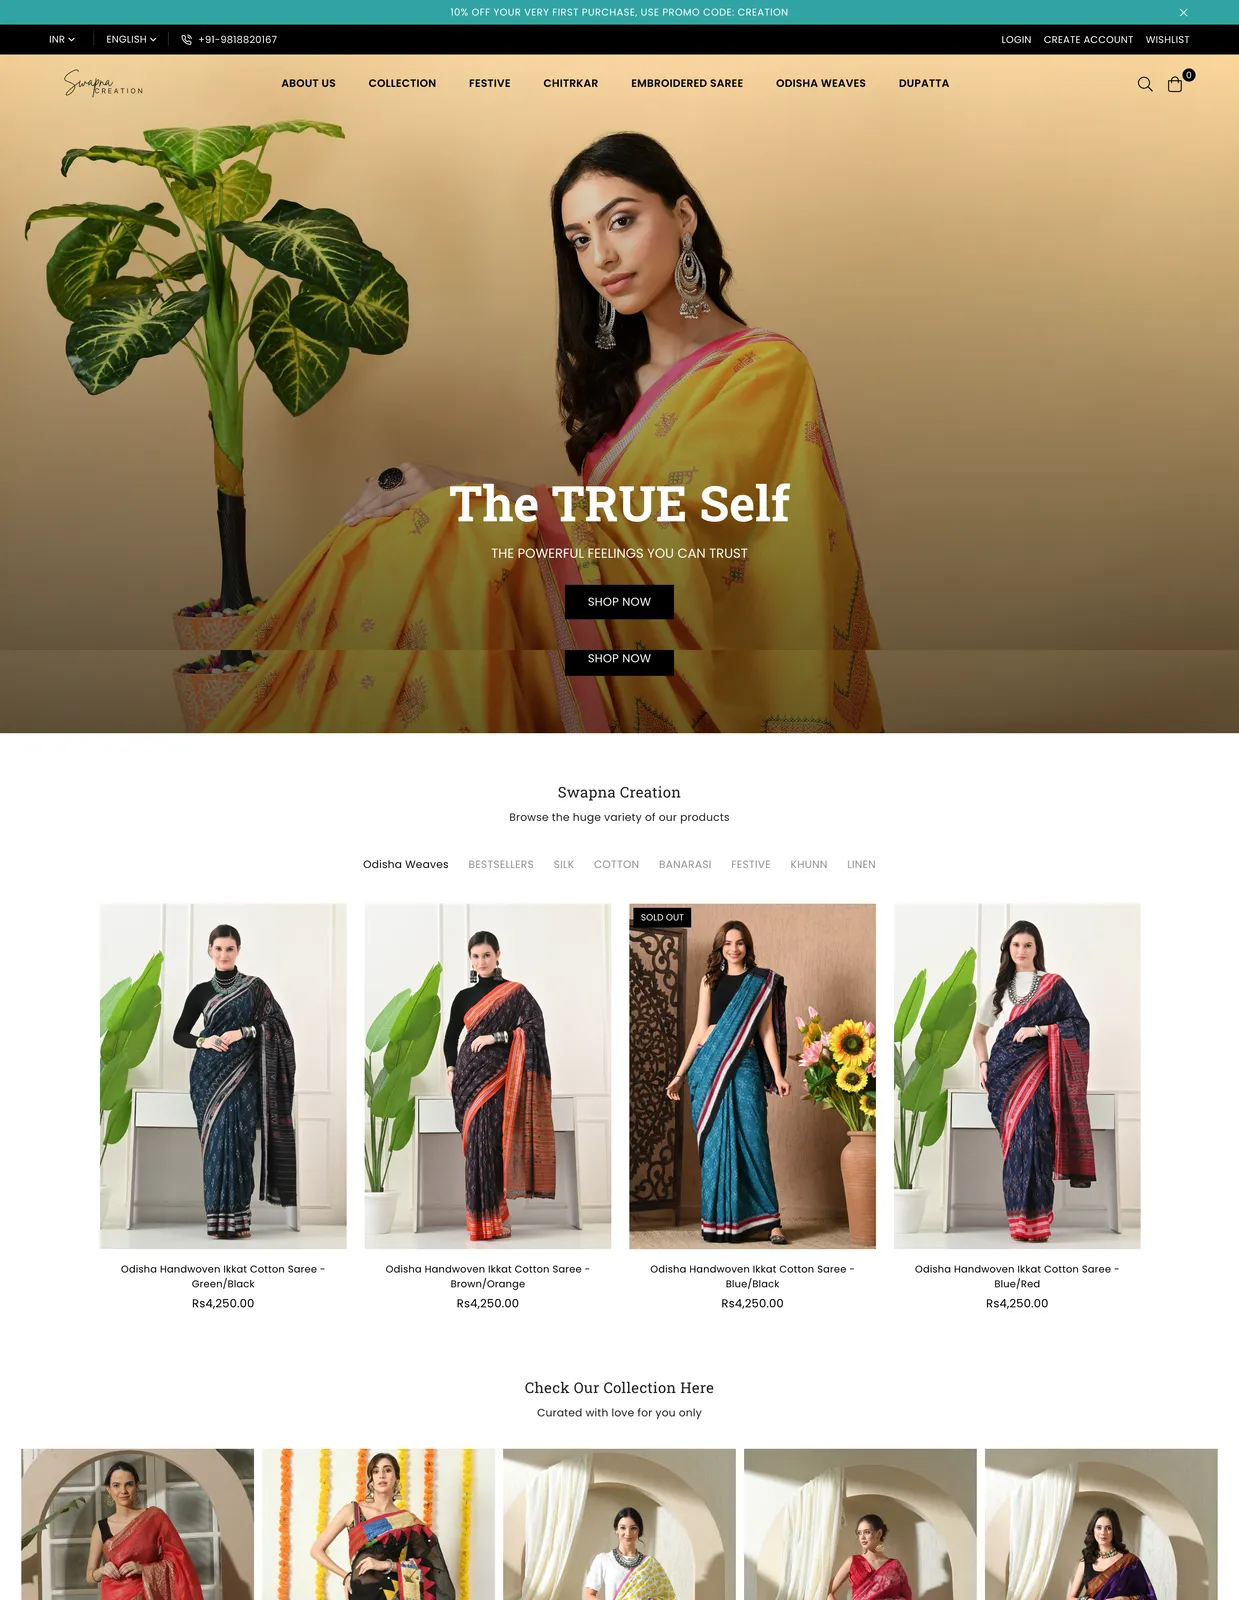 10% OFF YOUR VERY FIRST PURCHASE, USE PROMO CODE: CREATION
INR ENGLISH +91-9818820167 LOGIN CREATE ACCOUNT WISHLIST
Swapna CREATION
ABOUT US COLLECTION FESTIVE CHITRKAR EMBROIDERED SAREE ODISHA WEAVES DUPATTA 0
The TRUE Self
THE POWERFUL FEELINGS YOU CAN TRUST
SHOP NOW
SHOP NOW
Swapna Creation
Browse the huge variety of our products
Odisha Weaves BESTSELLERS SILK COTTON BANARASI FESTIVE KHUNN LINEN
SOLD OUT
Odisha Handwoven Ikkat Cotton Saree -
Green/Black
Rs4,250.00
Odisha Handwoven Ikkat Cotton Saree -
Brown/Orange
Rs4,250.00
Odisha Handwoven Ikkat Cotton Saree -
Blue/Black
Rs4,250.00
Odisha Handwoven Ikkat Cotton Saree -
Blue/Red
Rs4,250.00
Check Our Collection Here
Curated with love for you only